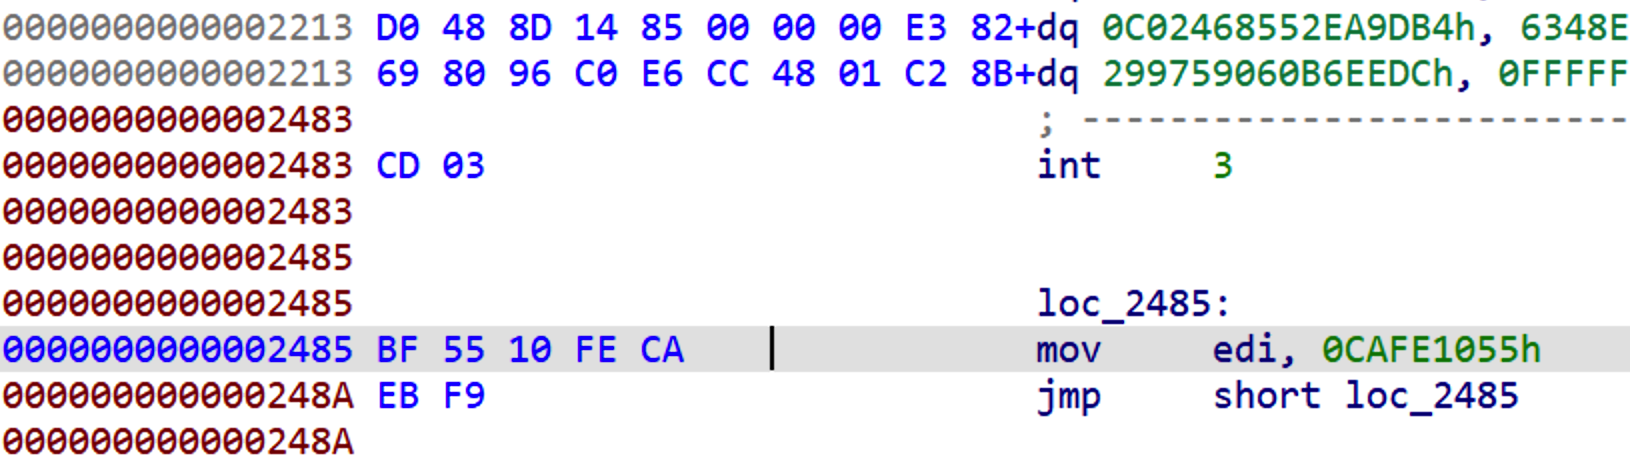 0000000000002213 D0 48 8D 14 85 00 00 00 E3 82+dq 0C02468552EA9DB4h, 6348E
0000000000002213 69 80 96 C0 E6 CC 48 01 C2 8B+dq 299759060B6EEDCh, 0FFFFF
0000000000002483 ; -------------------------
0000000000002483 CD 03 int 3
0000000000002483
0000000000002485
0000000000002485 loc_2485:
0000000000002485 BF 55 10 FE CA mov edi, 0CAFE1055h
000000000000248A EB F9 jmp short loc_2485
000000000000248A